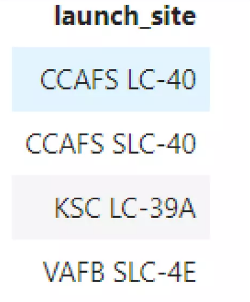 launch_site
CCAFS LC-40
CCAFS SLC-40
KSC LC-39A
VAFB SLC-4E